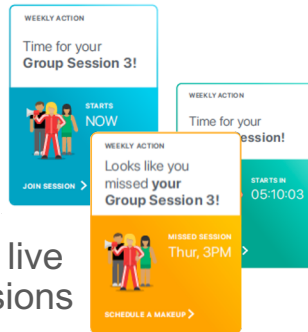 WEEKLY ACTION
Time for your
Group Session 3!
STARTS
NOW
JOIN SESSION
WEEKLY ACTION
Time for your
ession!
STARTS IN
05:10:03
WEEKLY ACTION
Looks like you
missed your
Group Session 3!
MISSED SESSION
Thur, 3PM
SCHEDULE A MAKEUP
live
sions